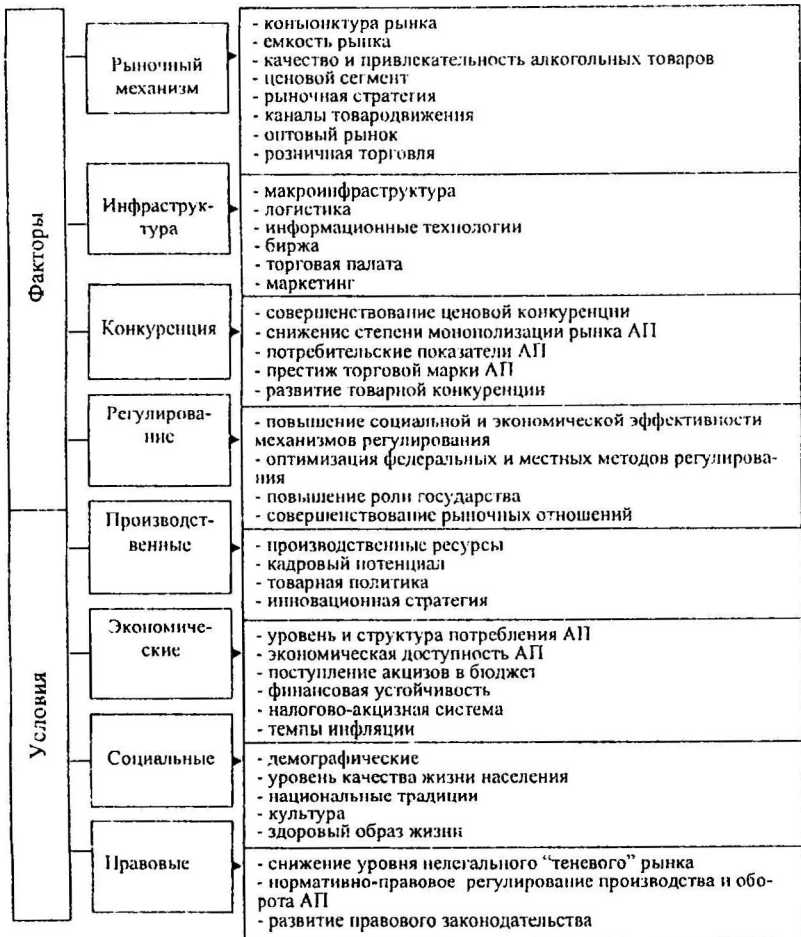 Факторы
Рыночный
механизм
- конъюнктура рынка
- емкость рынка
- качество и привлекательность алкогольных товаров
- ценовой сегмент
- рыночная стратегия
- каналы товародвижения
- оптовый рынок
- розничная торговля
Инфраструк-
тура
- макроинфраструктура
- логистика
- информационные технологии
- биржа
- торговая палата
- маркетинг
Конкуренция
- совершенствование ценовой конкуренции
- снижение степени монополизации рынка АП
- потребительские показатели АП
- престиж торговой марки АП
- развитие товарной конкуренции
Регулирова-
ние
- повышение социальной и экономической эффективности
механизмов регулирования
- оптимизация федеральных и местных методов регулирова-
ния
- повышение роли государства
- совершенствование рыночных отношений
Условия
Производст-
венные
- производственные ресурсы
- кадровый потенциал
- товарная политика
- инновационная стратегия
Экономиче-
ские
- уровень и структура потребления АП
- экономическая доступность АП
- поступление акцизов в бюджет
- финансовая устойчивость
- налогово-акцизная система
- темпы инфляции
Социальные
- демографические
- уровень качества жизни населения
- национальные традиции
- культура
- здоровый образ жизни
Правовые
- снижение уровня нелегального “теневого” рынка
- нормативно-правовое регулирование производства и обо-
рота АП
- развитие правового законодательства